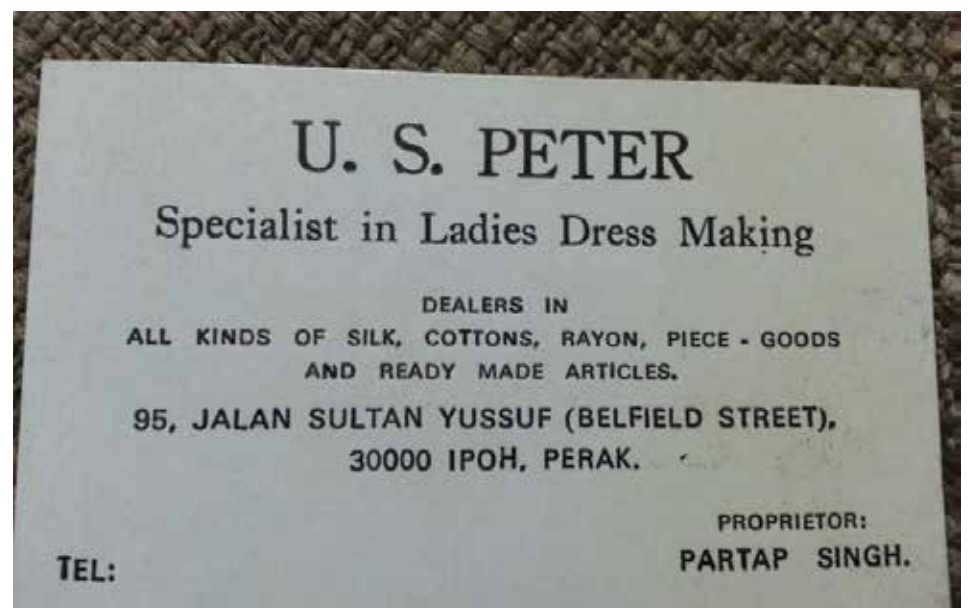 U. S. PETER
Specialist in Ladies Dress Making
DEALERS IN
ALL KINDS OF SILK, COTTONS, RAYON, PIECE - GOODS
AND READY MADE ARTICLES.
95, JALAN SULTAN YUSSUF (BELFIELD STREET),
30000 IPOH, PERAK.
PROPRIETOR:
TEL: PARTAP SINGH.